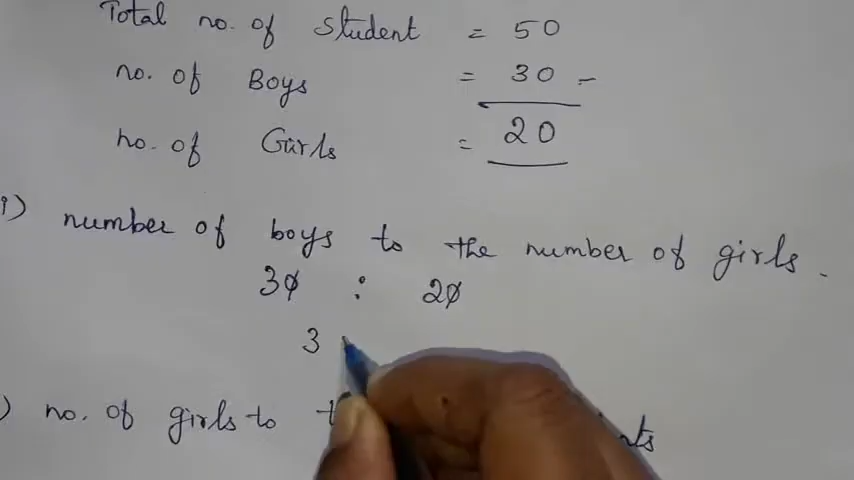 Total no. of student = 50
no. of Boys = 30 -
no. of Girls = 20
i) number of boys to the number of girls.
30 : 20
3
) no. of girls to